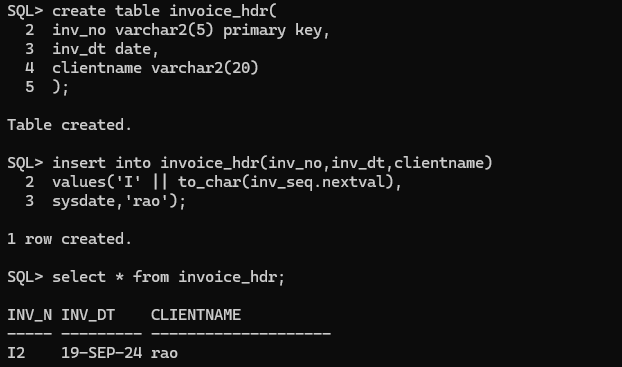 SQL> create table invoice_hdr(
  2  inv_no varchar2(5) primary key,
  3  inv_dt date,
  4  clientname varchar2(20)
  5  );
Table created.
SQL> insert into invoice_hdr(inv_no,inv_dt,clientname)
  2  values('I' || to_char(inv_seq.nextval),
  3  sysdate,'rao');
1 row created.
SQL> select * from invoice_hdr;
INV_N INV_DT    CLIENTNAME
----- --------- --------------------
I2    19-SEP-24 rao